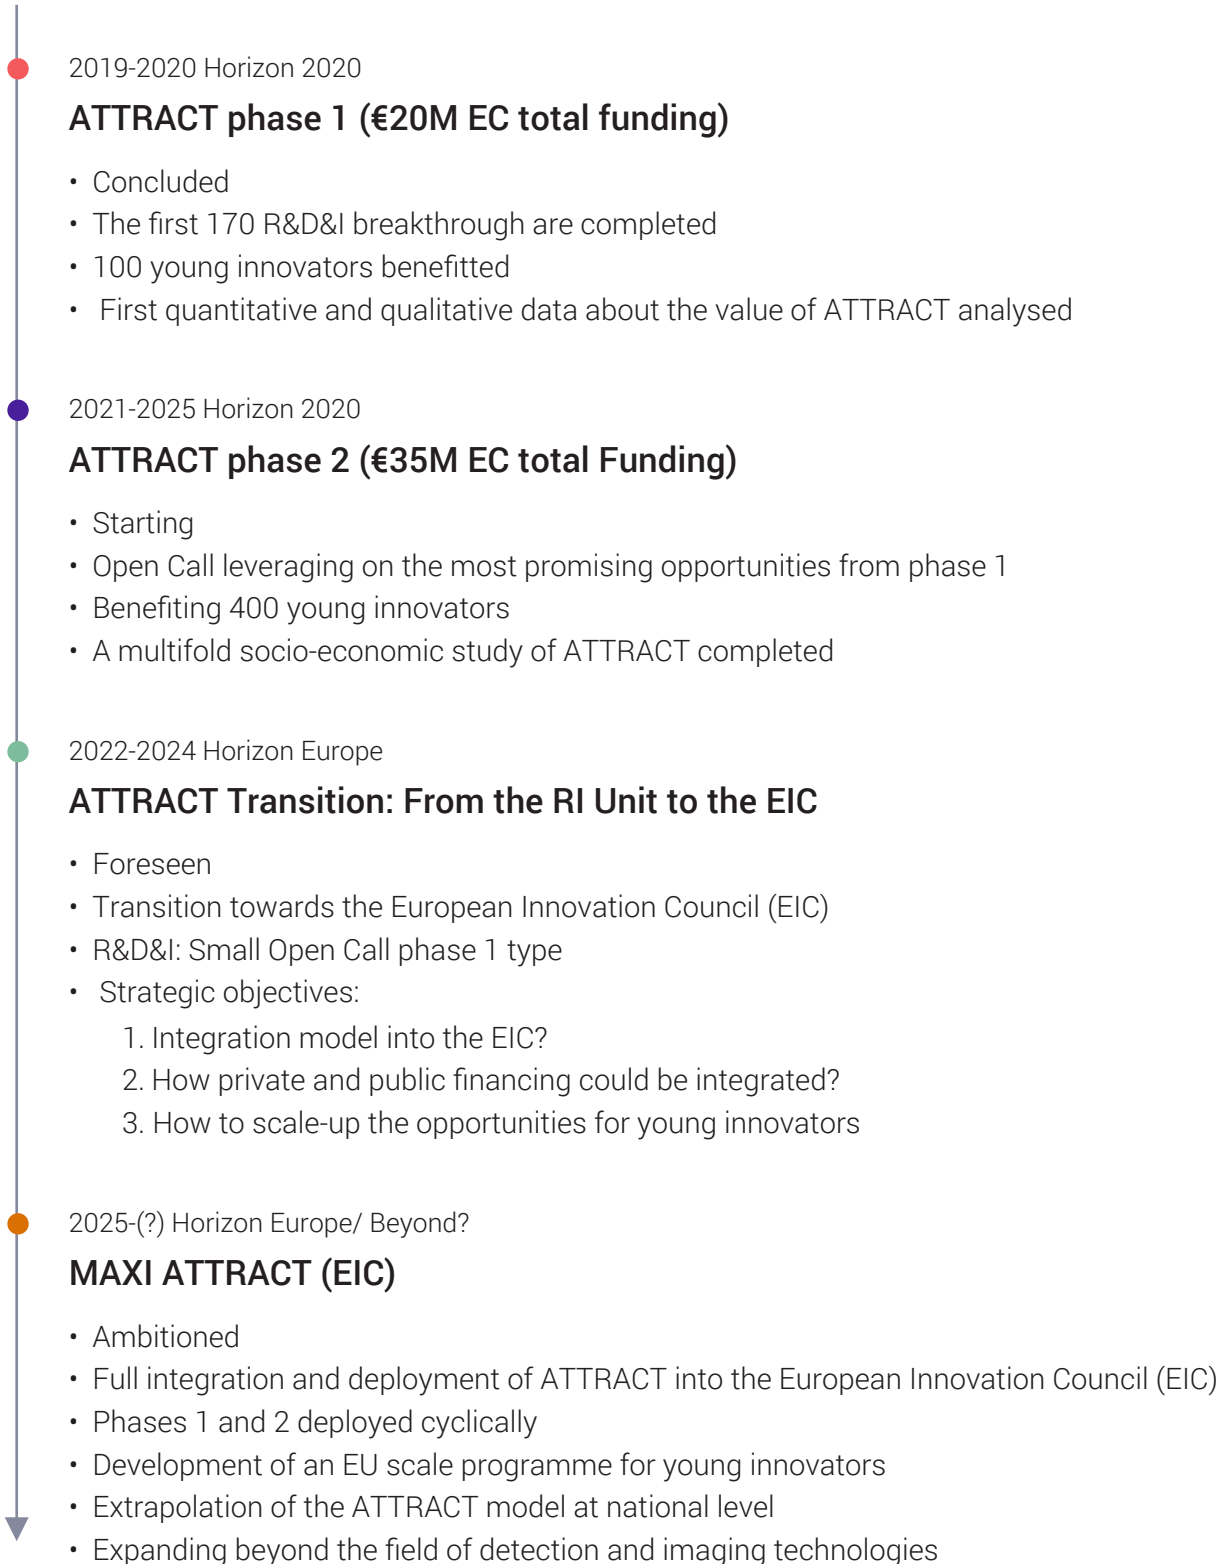 2019-2020 Horizon 2020
ATTRACT phase 1 (€20M EC total funding)
• Concluded
• The first 170 R&D&I breakthrough are completed
• 100 young innovators benefitted
• First quantitative and qualitative data about the value of ATTRACT analysed
2021-2025 Horizon 2020
ATTRACT phase 2 (€35M EC total Funding)
• Starting
• Open Call leveraging on the most promising opportunities from phase 1
• Benefiting 400 young innovators
• A multifold socio-economic study of ATTRACT completed
2022-2024 Horizon Europe
ATTRACT Transition: From the RI Unit to the EIC
• Foreseen
• Transition towards the European Innovation Council (EIC)
• R&D&I: Small Open Call phase 1 type
• Strategic objectives:
1. Integration model into the EIC?
2. How private and public financing could be integrated?
3. How to scale-up the opportunities for young innovators
2025-(?) Horizon Europe/ Beyond?
MAXI ATTRACT (EIC)
• Ambitioned
• Full integration and deployment of ATTRACT into the European Innovation Council (EIC)
• Phases 1 and 2 deployed cyclically
• Development of an EU scale programme for young innovators
• Extrapolation of the ATTRACT model at national level
• Expanding beyond the field of detection and imaging technologies